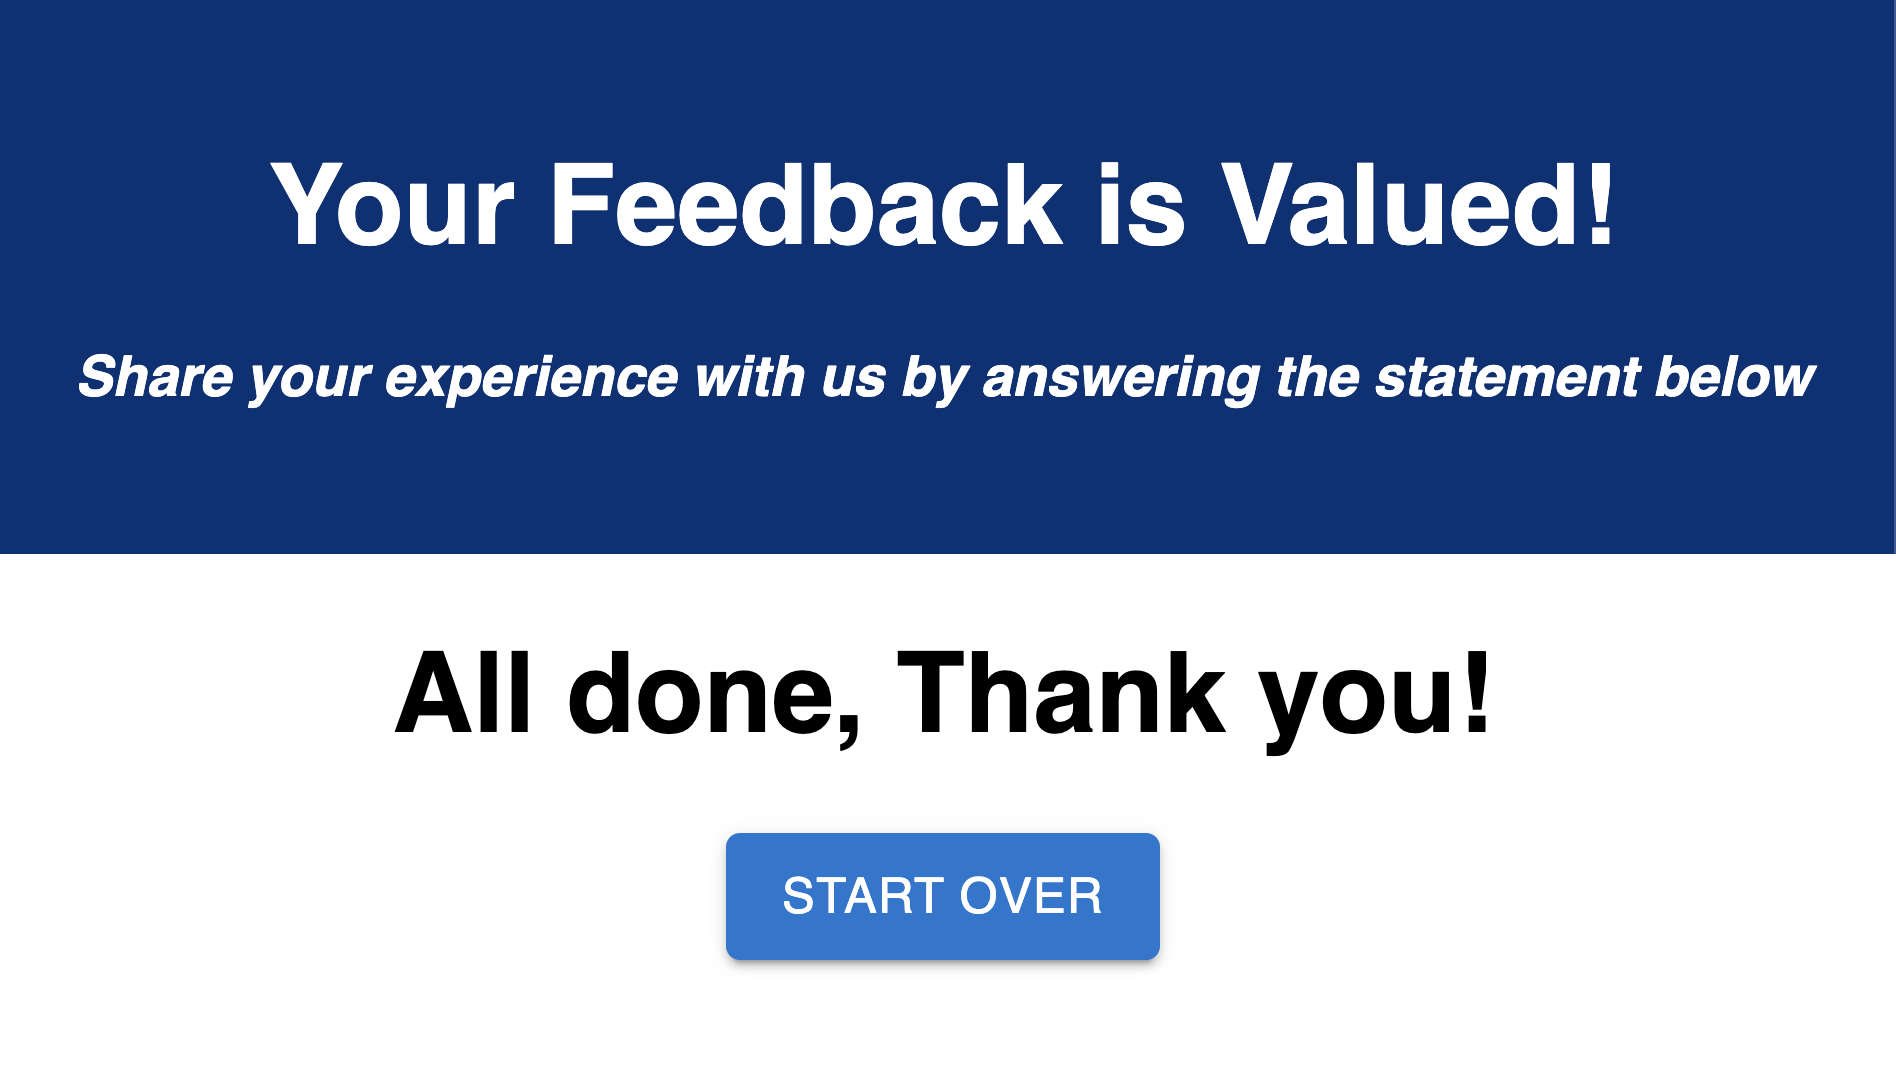 Your Feedback is Valued!
Share your experience with us by answering the statement below
All done, Thank you!
START OVER